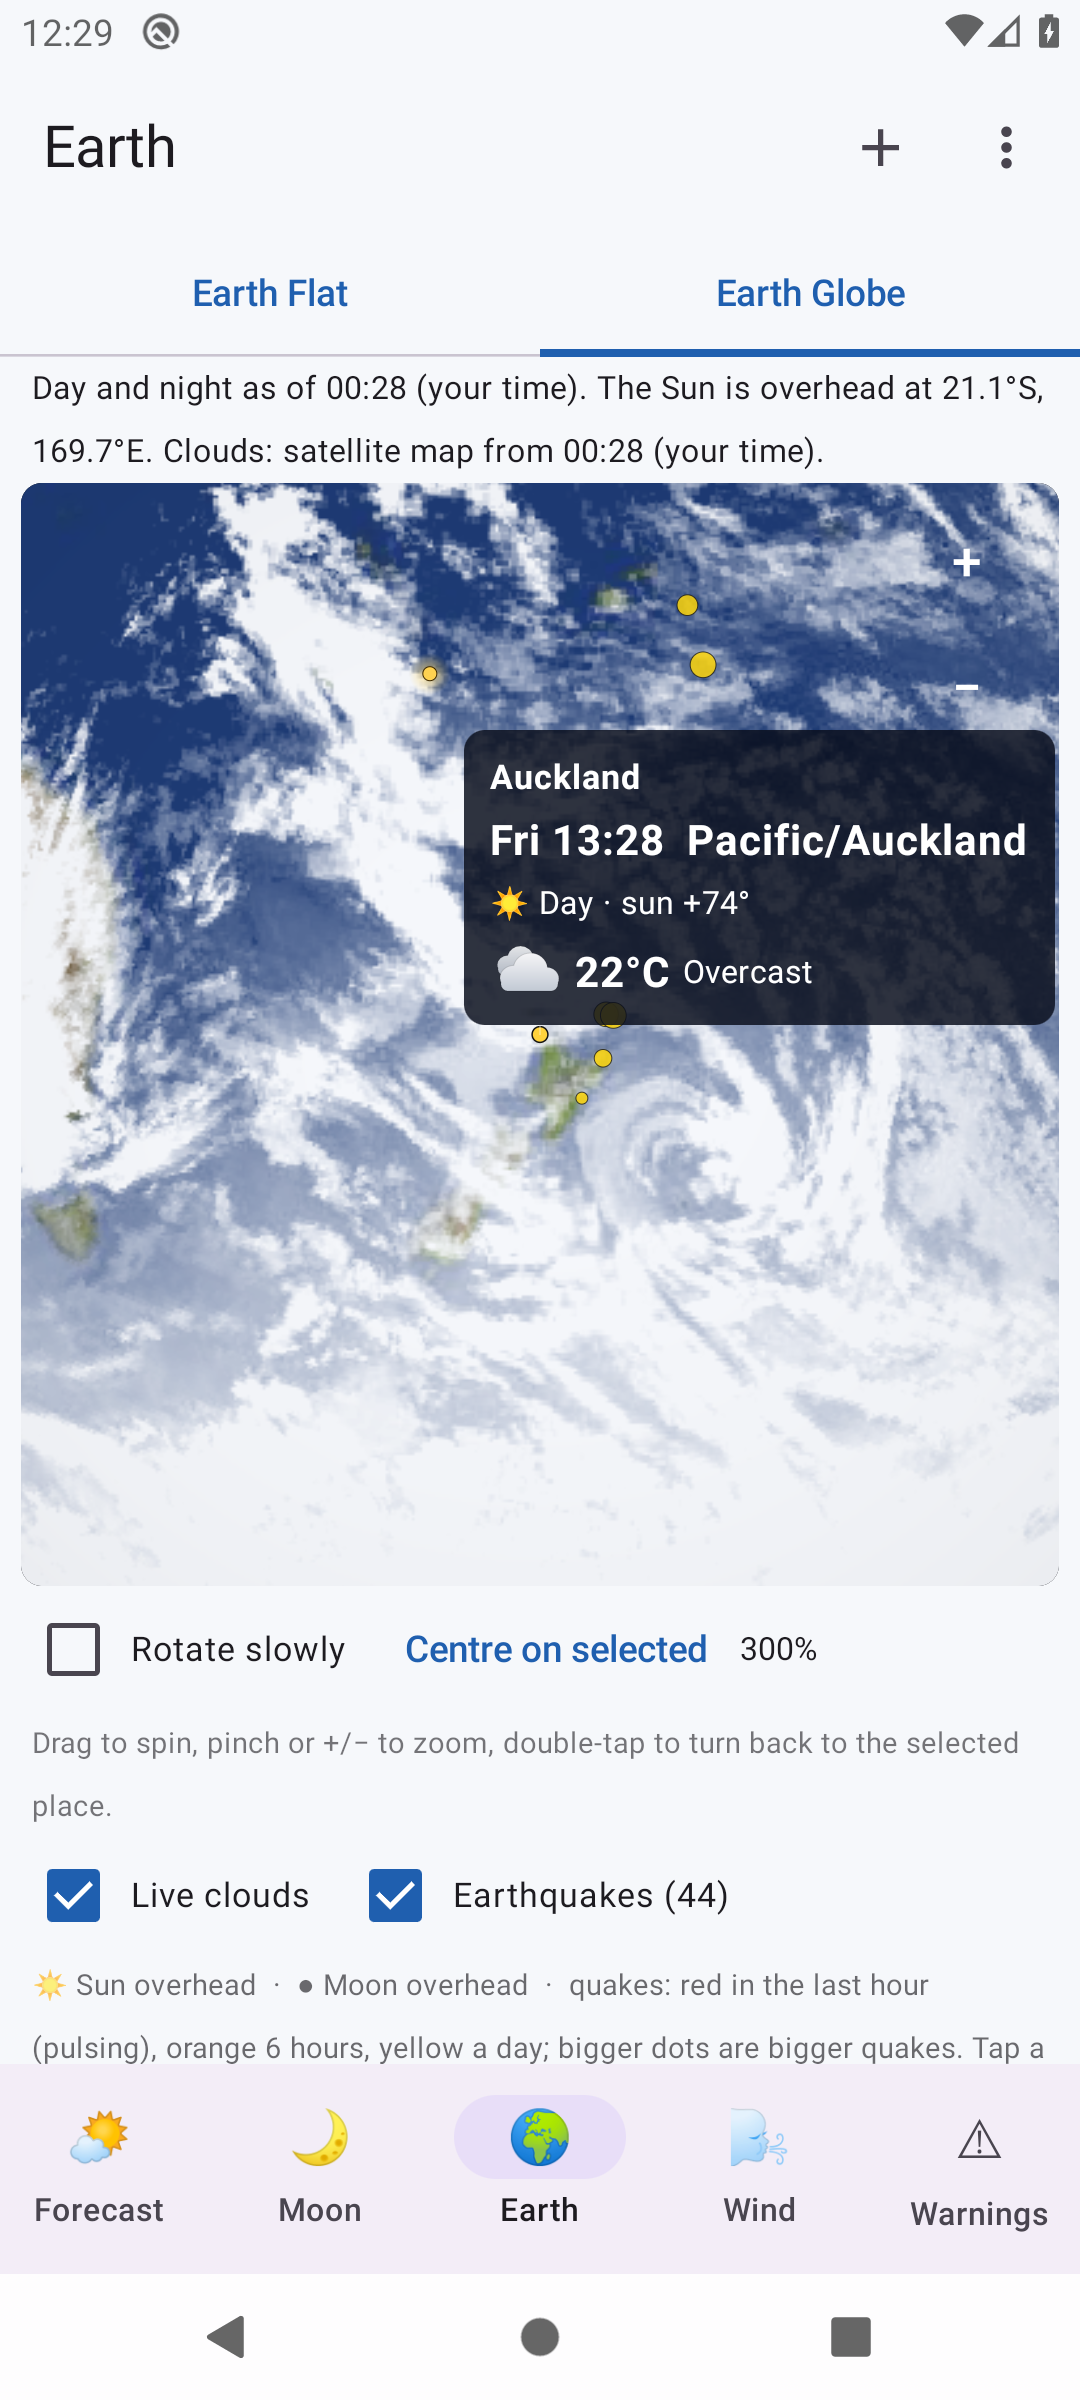 12:29
Earth
Earth Flat
Earth Globe
Day and night as of 00:28 (your time). The Sun is overhead at 21.1°S,
169.7°E. Clouds: satellite map from 00:28 (your time).
+
−
Auckland
Fri 13:28 Pacific/Auckland
Day · sun +74°
22°C Overcast
Rotate slowly
Centre on selected
300%
Drag to spin, pinch or +/− to zoom, double-tap to turn back to the selected
place.
Live clouds
Earthquakes (44)
☀️ Sun overhead · ● Moon overhead · quakes: red in the last hour
(pulsing), orange 6 hours, yellow a day; bigger dots are bigger quakes. Tap a
Forecast
Moon
Earth
Wind
Warnings